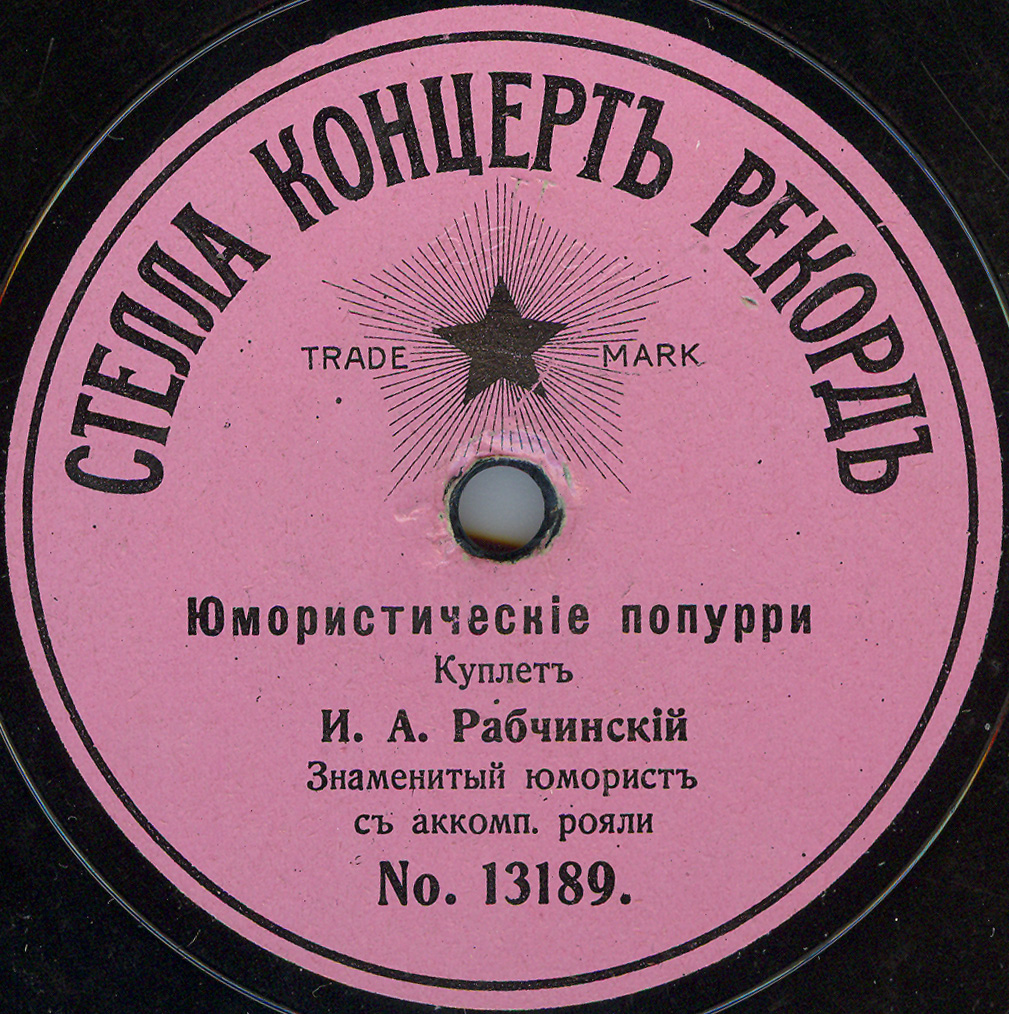 СТЕЛЛА КОНЦЕРТЪ РЕКОРДЪ
TRADE MARK
Юмористическіе попурри
Куплетъ
И. А. Рабчинскій
Знаменитый юмористъ
съ аккомп. рояли
No. 13189.